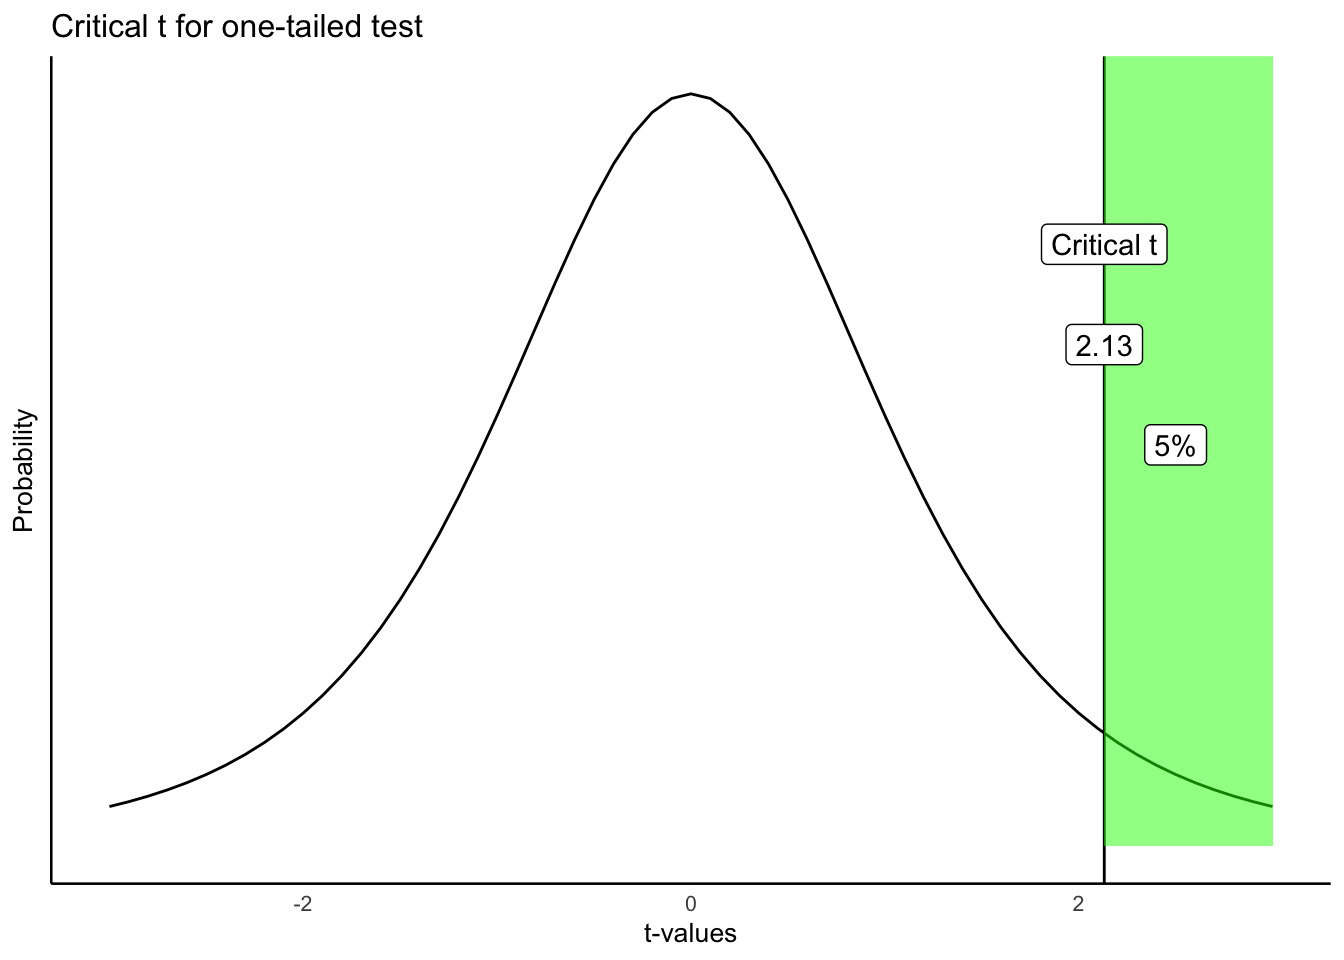 Critical t for one-tailed test
Critical t
2.13
5%
Probability
-2
0
2
t-values